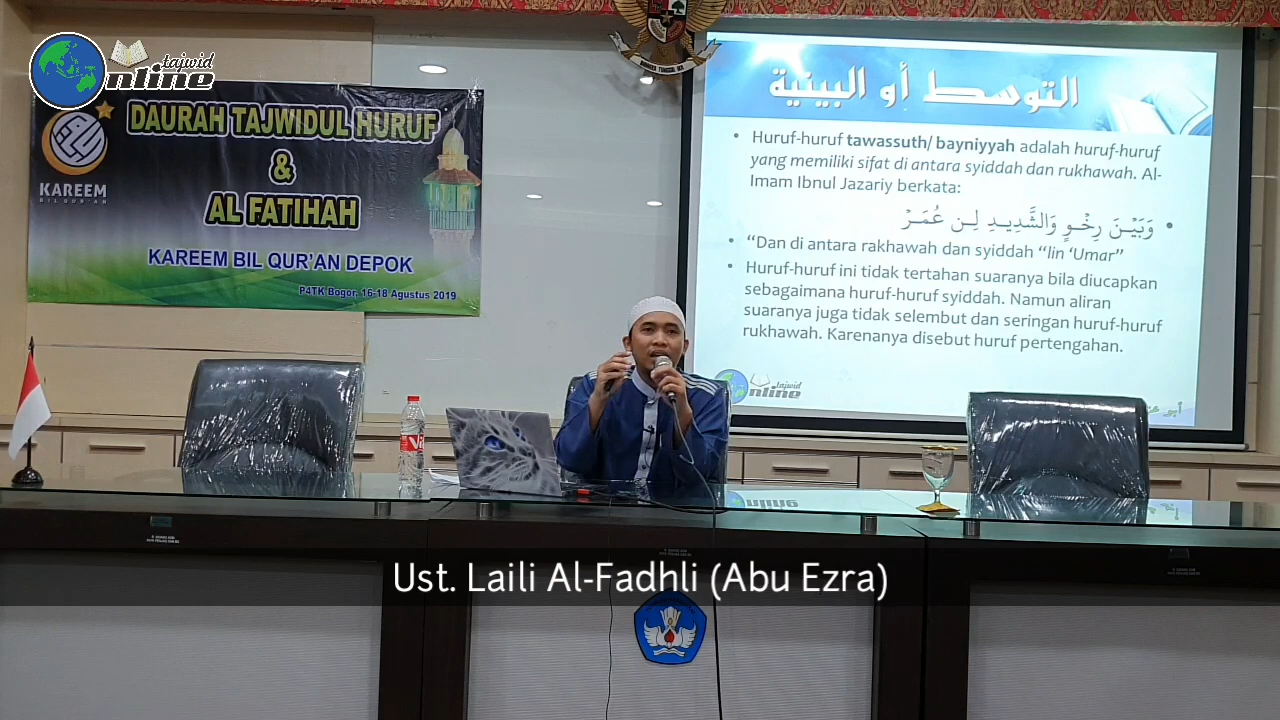 tajwid
Online
DAURAH TAJWIDUL HURUF
&
AL FATIHAH
KAREEM BIL QUR'AN DEPOK
P4TK Bogor, 16-18 Agustus 2019
KAREEM
BIL QUR'AN
التوسط أو البينية
• Huruf-huruf tawassuth/ bayniyyah adalah huruf-huruf
yang memiliki sifat di antara syiddah dan rukhawah. Al-
Imam Ibnul Jazariy berkata:
• وَبَيْنَ رِخْوٍ وَالشَّدِيدِ لِن عُمَرْ
• “Dan di antara rakhawah dan syiddah “lin ‘Umar”
• Huruf-huruf ini tidak tertahan suaranya bila diucapkan
sebagaimana huruf-huruf syiddah. Namun aliran
suaranya juga tidak selembut dan seringan huruf-huruf
rukhawah. Karenanya disebut huruf pertengahan.
tajwid
Online
Ust. Laili Al-Fadhli (Abu Ezra)